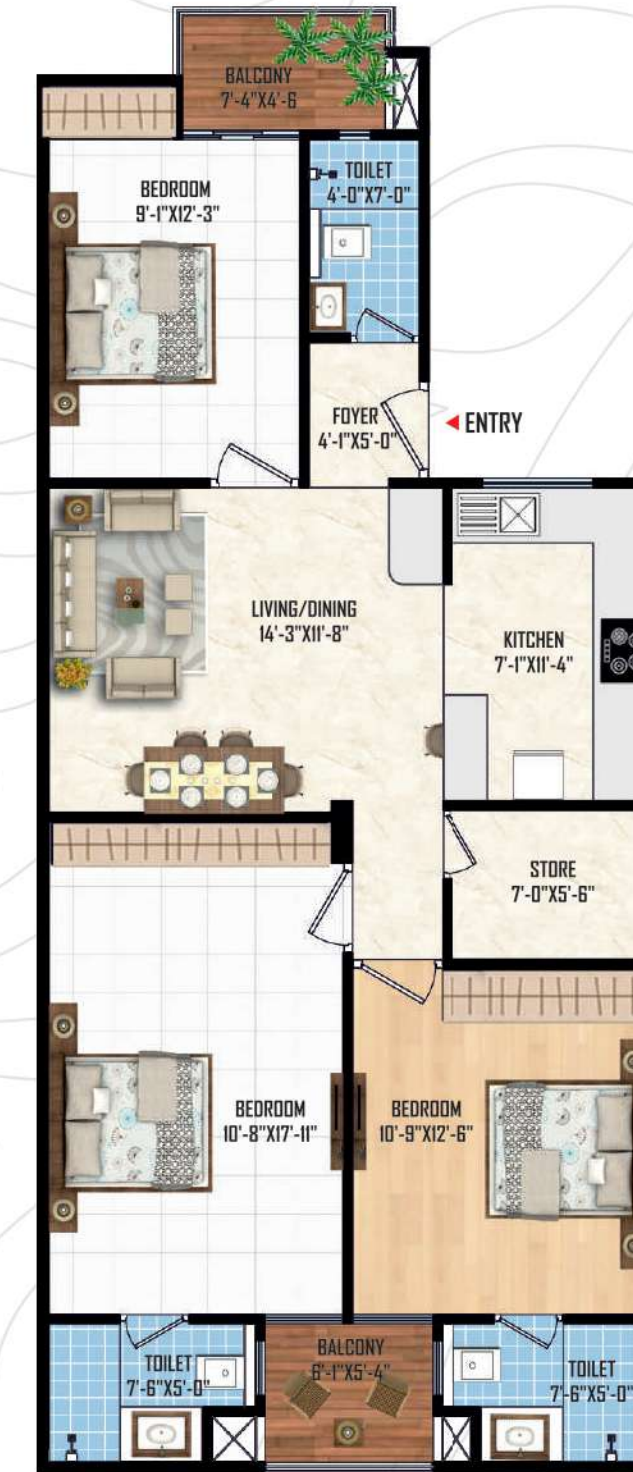 BALCONY
7'-4"X4'-6
BEDROOM
9'-1"X12'-3"
TOILET
4'-0"X7'-0"
FOYER
4'-1"X5'-0"
ENTRY
LIVING/DINING
14'-3"X11'-8"
KITCHEN
7'-1"X11'-4"
STORE
7'-0"X5'-6"
BEDROOM
10'-8"X17'-11"
BEDROOM
10'-9"X12'-6"
TOILET
7'-6"X5'-0"
BALCONY
6'-1"X5'-4"
TOILET
7'-6"X5'-0"